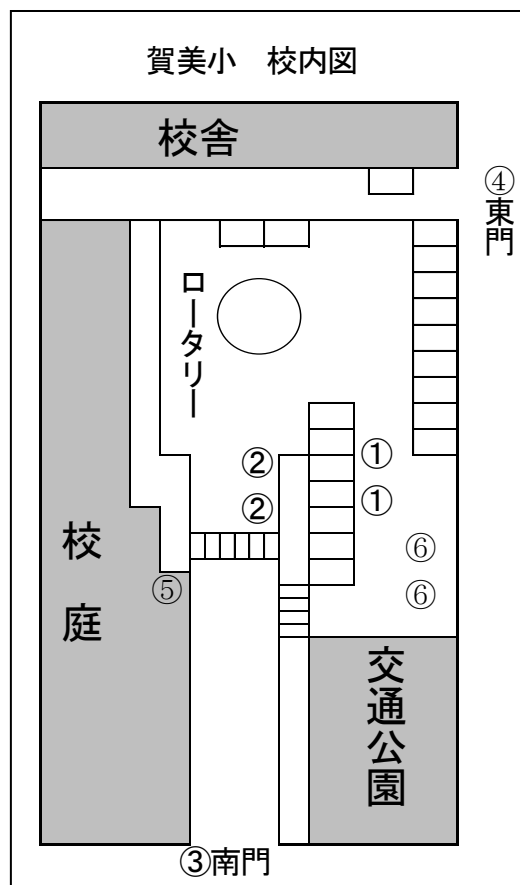 賀美小　校内図
校舎
④東門
ロータリー
②
①
②
①
校庭
⑥
⑤
⑥
交通公園
③南門